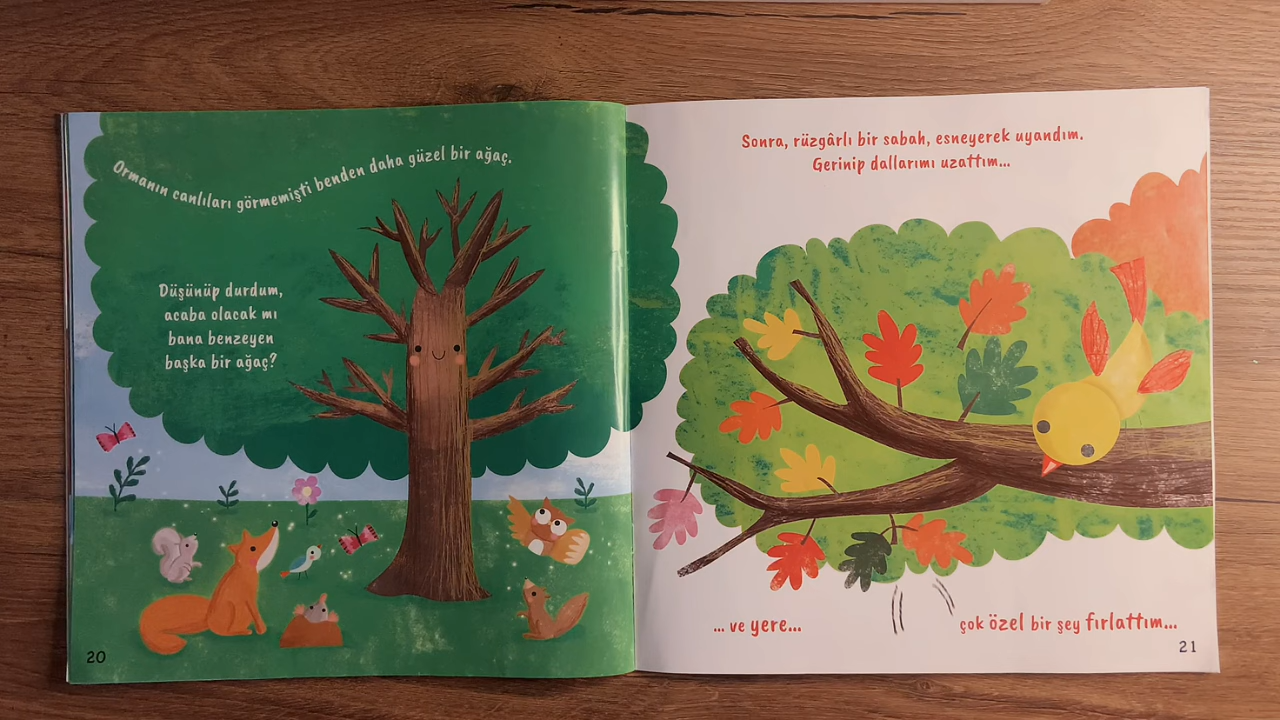 Ormanın canlıları görmemişti benden daha güzel bir ağaç.
Düşünüp durdum,
acaba olacak mı
bana benzeyen
başka bir ağaç?
20
Sonra, rüzgârlı bir sabah, esneyerek uyandım.
Gerinip dallarımı uzattım...
... ve yere...
çok özel bir şey fırlattım...
21